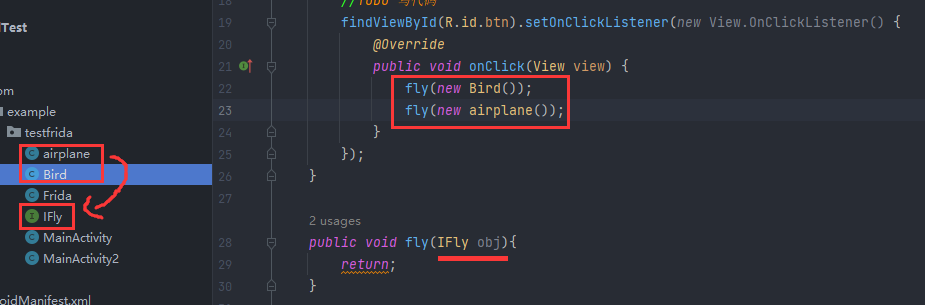 lTest
om
example
testfrida
airplane
Bird
Frida
IFly
MainActivity
MainActivity2
oidManifest.xml
18 //TODO 写代码
19 findViewById(R.id.btn).setOnClickListener(new View.OnClickListener() {
20 @Override
21 public void onClick(View view) {
22 fly(new Bird());
23 fly(new airplane());
24 }
25 });
26 }
27
2 usages
28 public void fly(IFly obj){
29 return;
30 }